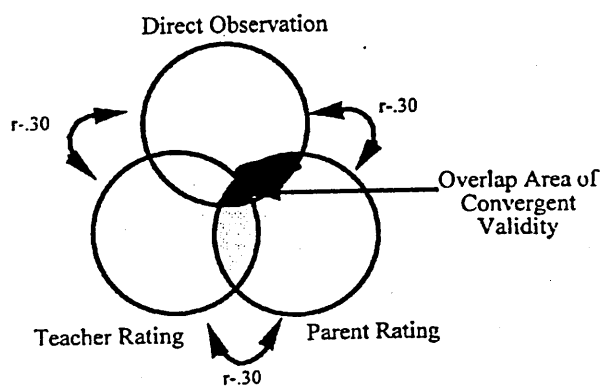 Direct Observation
r-.30
r-.30
Overlap Area of
Convergent
Validity
Teacher Rating
Parent Rating
r-.30